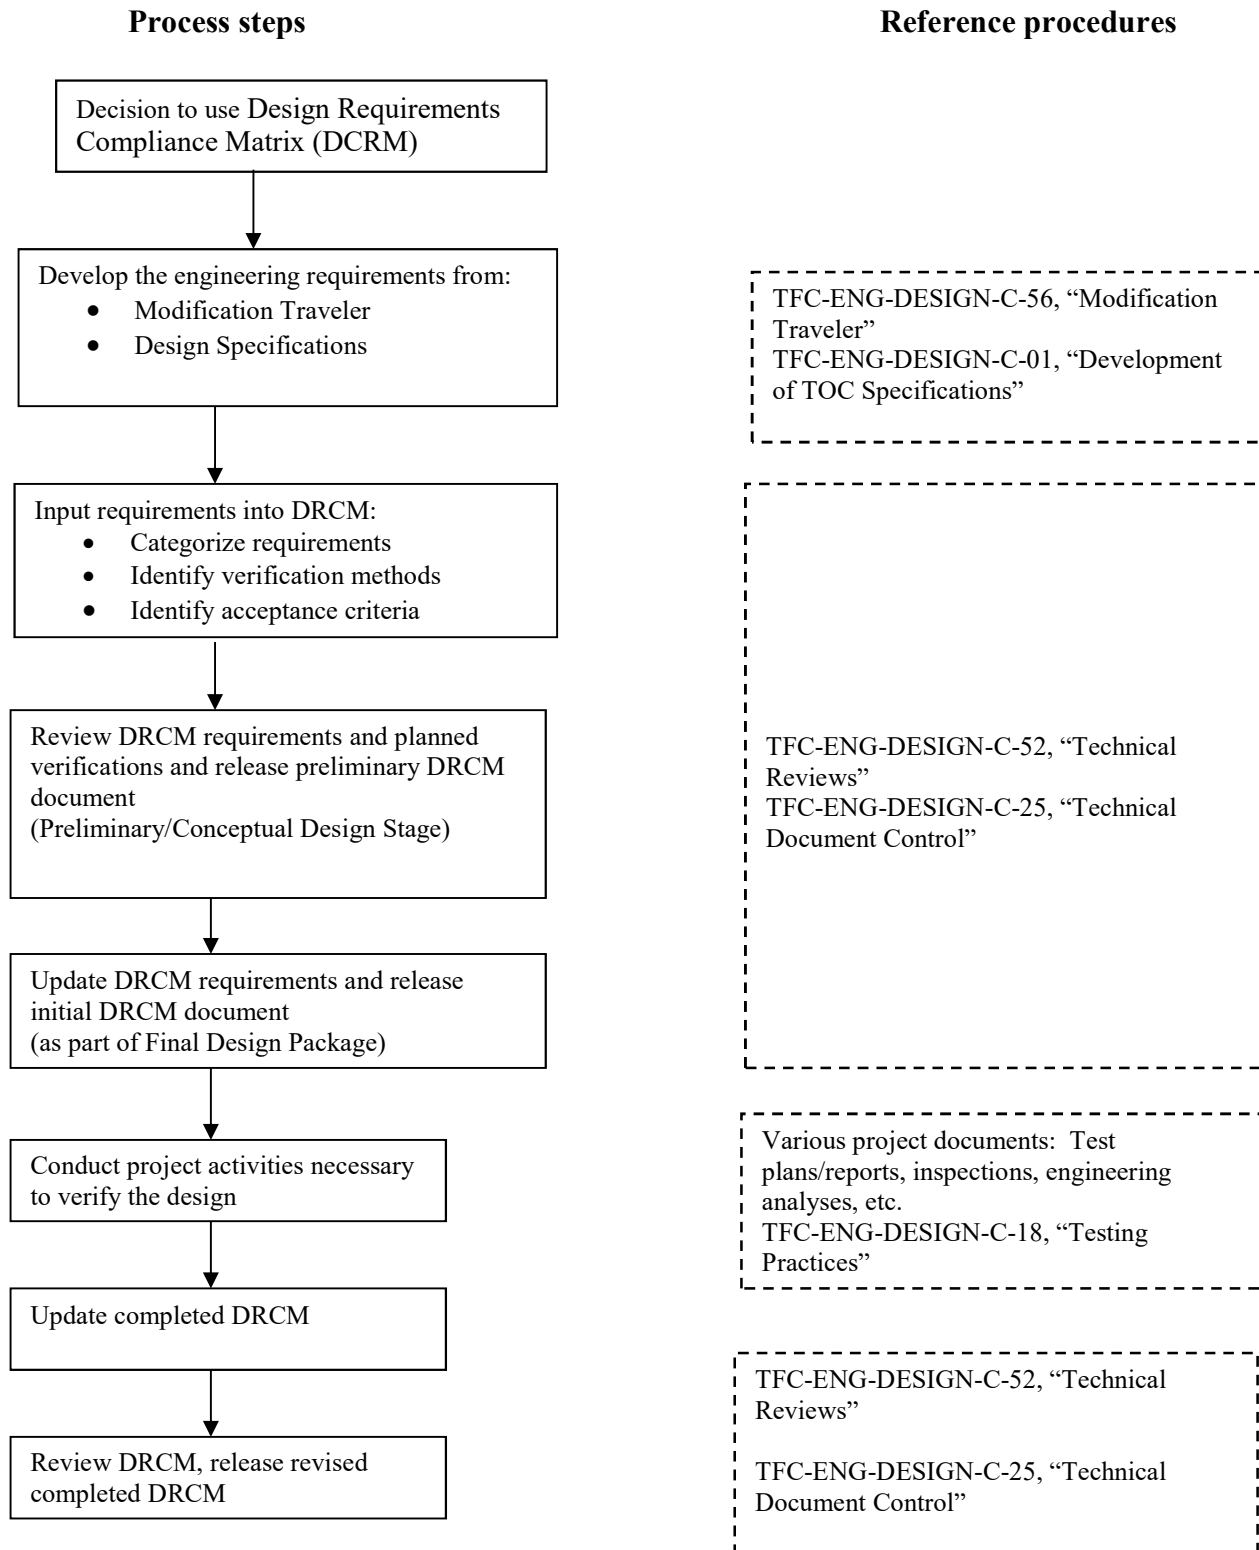 Process steps
Reference procedures
Decision to use Design Requirements
Compliance Matrix (DCRM)
Develop the engineering requirements from:
• Modification Traveler
• Design Specifications
TFC-ENG-DESIGN-C-56, “Modification
Traveler”
TFC-ENG-DESIGN-C-01, “Development
of TOC Specifications”
Input requirements into DRCM:
• Categorize requirements
• Identify verification methods
• Identify acceptance criteria
Review DRCM requirements and planned
verifications and release preliminary DRCM
document
(Preliminary/Conceptual Design Stage)
TFC-ENG-DESIGN-C-52, “Technical
Reviews”
TFC-ENG-DESIGN-C-25, “Technical
Document Control”
Update DRCM requirements and release
initial DRCM document
(as part of Final Design Package)
Conduct project activities necessary
to verify the design
Various project documents:  Test
plans/reports, inspections, engineering
analyses, etc.
TFC-ENG-DESIGN-C-18, “Testing
Practices”
Update completed DRCM
Review DRCM, release revised
completed DRCM
TFC-ENG-DESIGN-C-52, “Technical
Reviews”
TFC-ENG-DESIGN-C-25, “Technical
Document Control”